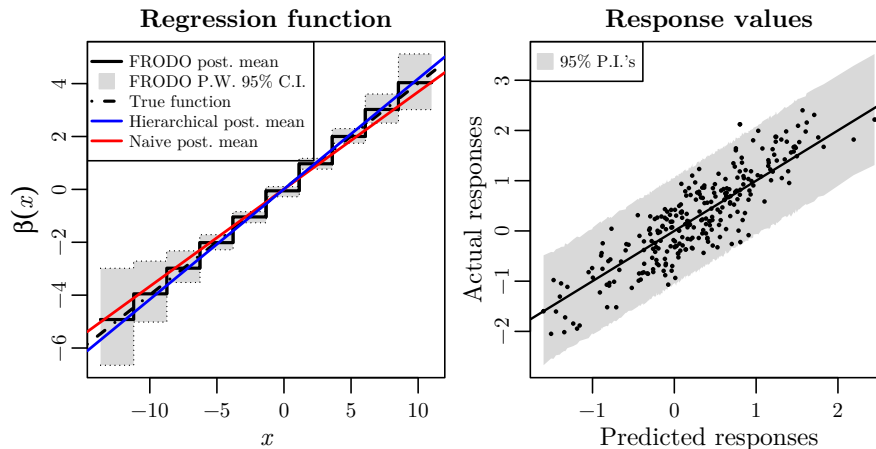 Regression function
FRODO post. mean
FRODO P.W. 95% C.I.
True function
Hierarchical post. mean
Naive post. mean
β(x)
4
2
0
−2
−4
−6
−10 −5 0 5 10
x
Response values
95% P.I.'s
Actual responses
3
2
1
0
−1
−2
−1 0 1 2
Predicted responses